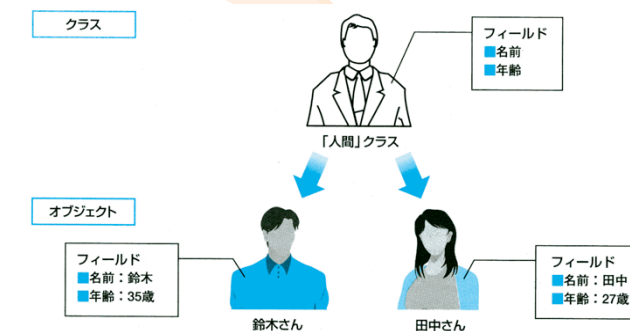 クラス
フィールド
■名前
■年齢
「人間」クラス
オブジェクト
フィールド
■名前：鈴木
■年齢：35歳
フィールド
■名前：田中
■年齢：27歳
鈴木さん
田中さん